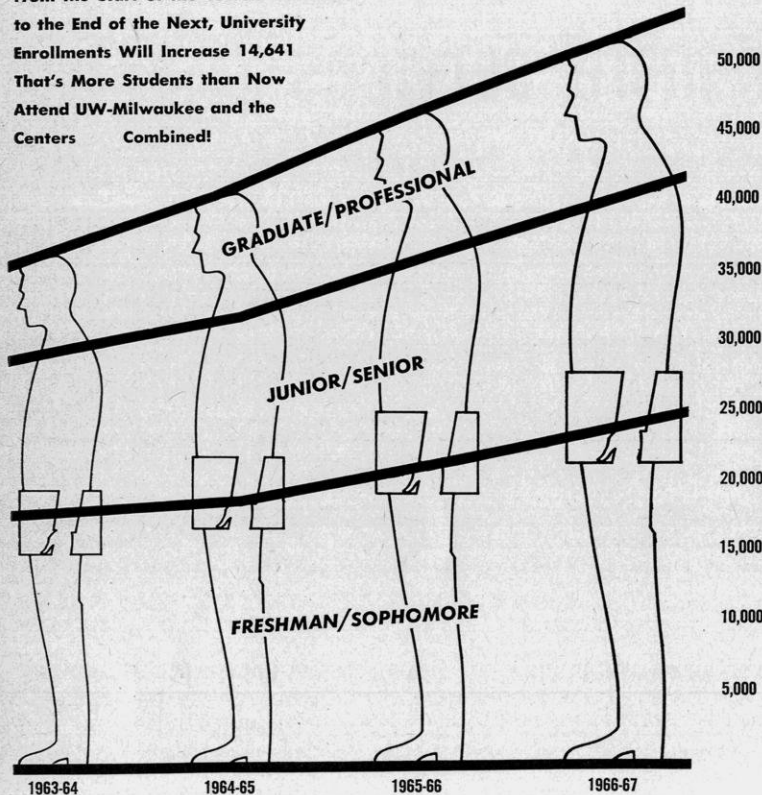 to the End of the Next, University
Enrollments Will Increase 14,641
That's More Students than Now
Attend UW-Milwaukee and the
Centers Combined!
50,000
45,000
40,000
35,000
30,000
25,000
20,000
15,000
10,000
5,000
GRADUATE/PROFESSIONAL
JUNIOR/SENIOR
FRESHMAN/SOPHOMORE
1963-64
1964-65
1965-66
1966-67